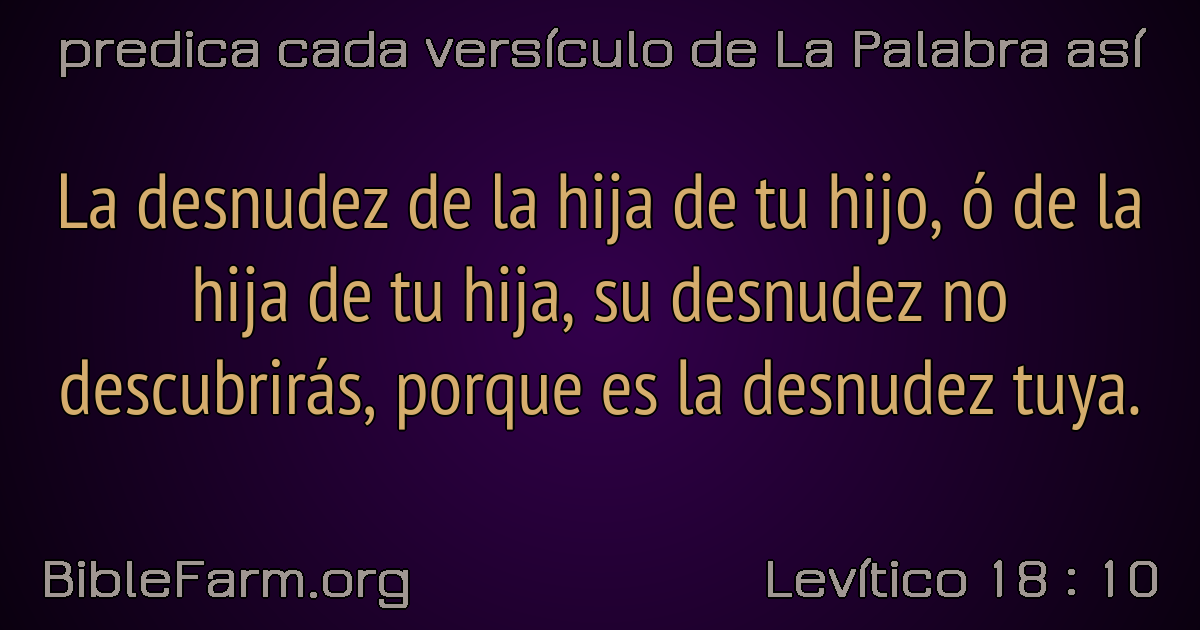 predica cada versículo de La Palabra así
La desnudez de la hija de tu hijo, ó de la
hija de tu hija, su desnudez no
descubrirás, porque es la desnudez tuya.
BibleFarm.org
Levítico 18 : 10